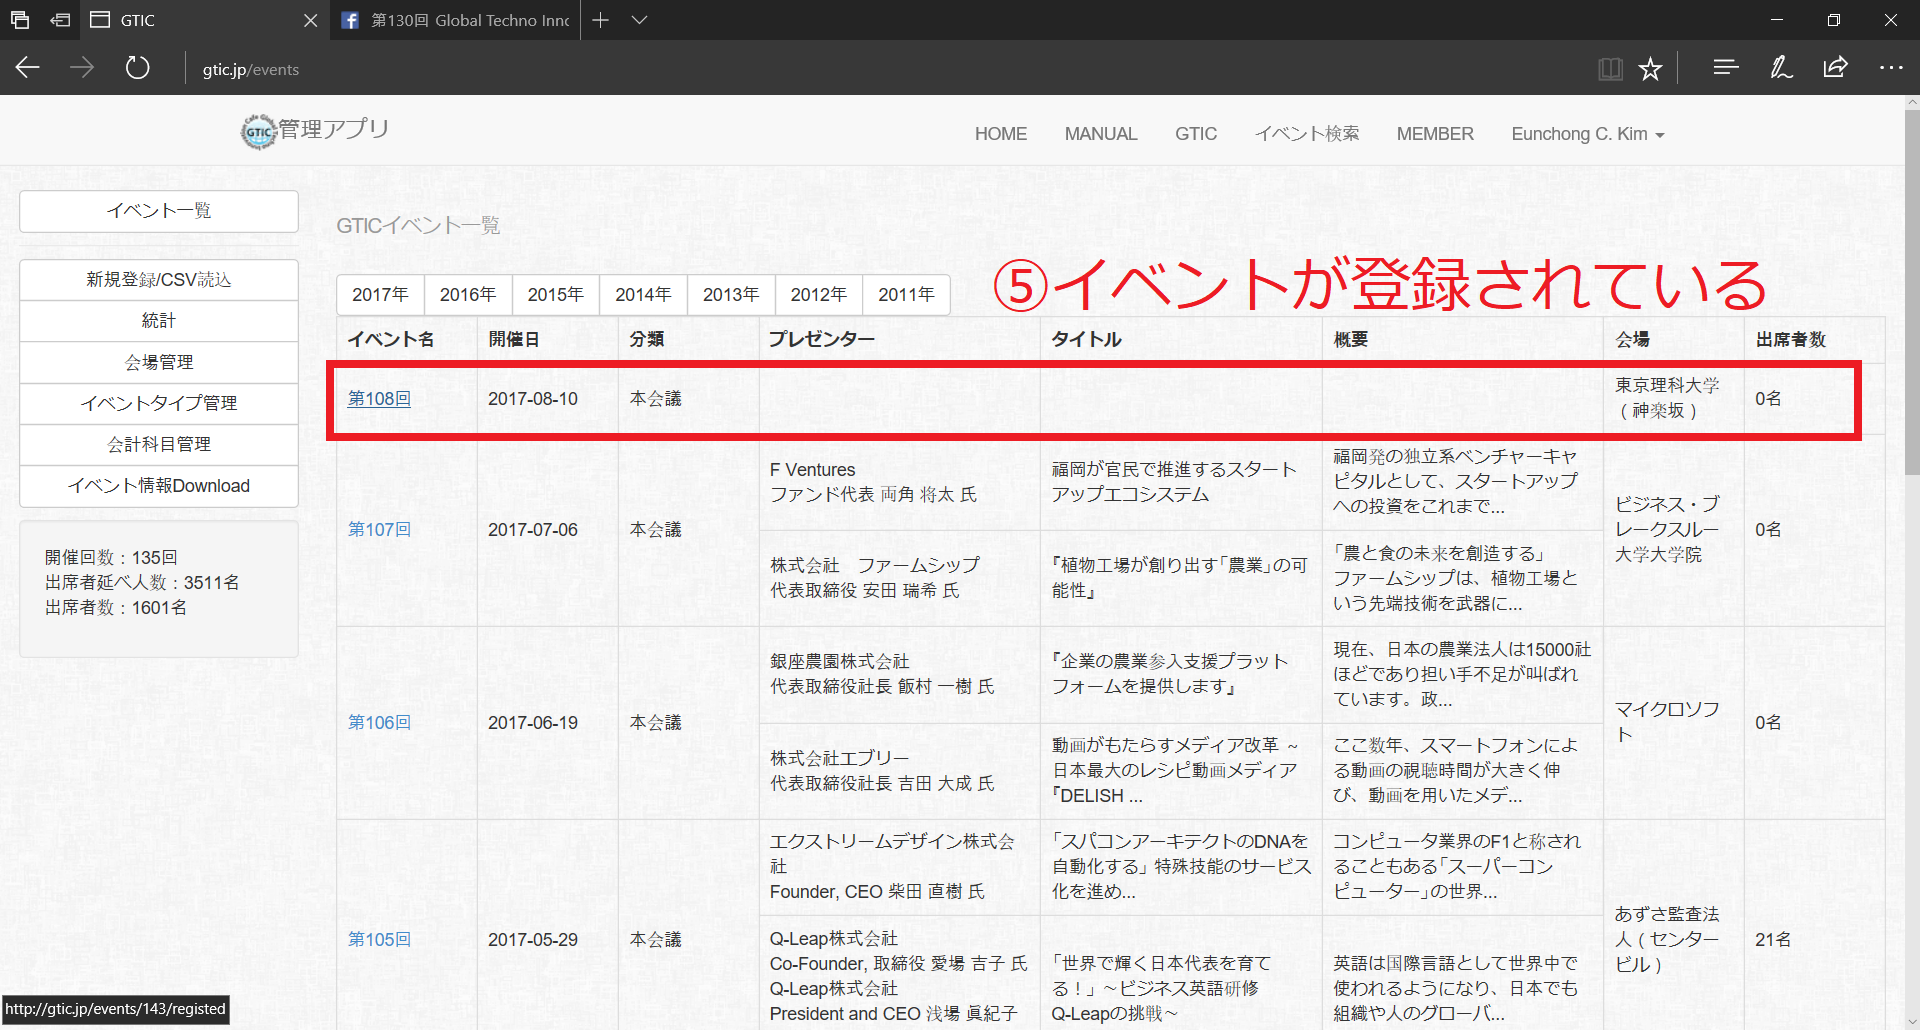 GTIC
第130回 Global Techno Inno
gtic.jp/events
GTIC
管理アプリ
HOME
MANUAL
GTIC
イベント検索
MEMBER
Eunchong C. Kim
イベント一覧
新規登録/CSV読込
統計
会場管理
イベントタイプ管理
会計科目管理
イベント情報Download
開催回数：135回
出席者延べ人数：3511名
出席者数：1601名
GTICイベント一覧
⑤イベントが登録されている
2017年 2016年 2015年 2014年 2013年 2012年 2011年
イベント名 開催日 分類 プレゼンター タイトル 概要 会場 出席者数
第108回 2017-08-10 本会議
東京理科大学
（神楽坂）
0名
第107回 2017-07-06 本会議
F Ventures
ファンド代表 両角 将太 氏
福岡が官民で推進するスタート
アップエコシステム
福岡発の独立系ベンチャーキャ
ピタルとして、スタートアップ
への投資をこれまで...
株式会社　ファームシップ
代表取締役 安田 瑞希 氏
『植物工場が創り出す「農業」の可
能性』
「農と食の未来を創造する」
ファームシップは、植物工場と
いう先端技術を武器に...
ビジネス・ブ
レークスルー
大学大学院
0名
第106回 2017-06-19 本会議
銀座農園株式会社
代表取締役社長 飯村 一樹 氏
『企業の農業参入支援プラット
フォームを提供します』
現在、日本の農業法人は15000社
ほどであり担い手不足が叫ばれ
ています。政...
株式会社エブリー
代表取締役社長 吉田 大成 氏
動画がもたらすメディア改革 ～
日本最大のレシピ動画メディア
『DELISH ...
ここ数年、スマートフォンによ
る動画の視聴時間が大きく伸
び、動画を用いたメデ...
マイクロソフ
ト
0名
第105回 2017-05-29 本会議
エクストリームデザイン株式会
社
Founder, CEO 柴田 直樹 氏
「スパコンアーキテクトのDNAを
自動化する」 特殊技能のサービス
化を進め...
コンピュータ業界のF1と称され
ることもある「スーパーコン
ピューター」の世界...
Q-Leap株式会社
Co-Founder, 取締役 愛場 吉子 氏
Q-Leap株式会社
President and CEO 浅場 眞紀子
「世界で輝く日本代表を育て
る！」～ビジネス英語研修
Q-Leapの挑戦～
英語は国際言語として世界中で
使われるようになり、日本でも
組織や人のグローバ...
あずさ監査法
人（センター
ビル）
21名
http://gtic.jp/events/143/registed